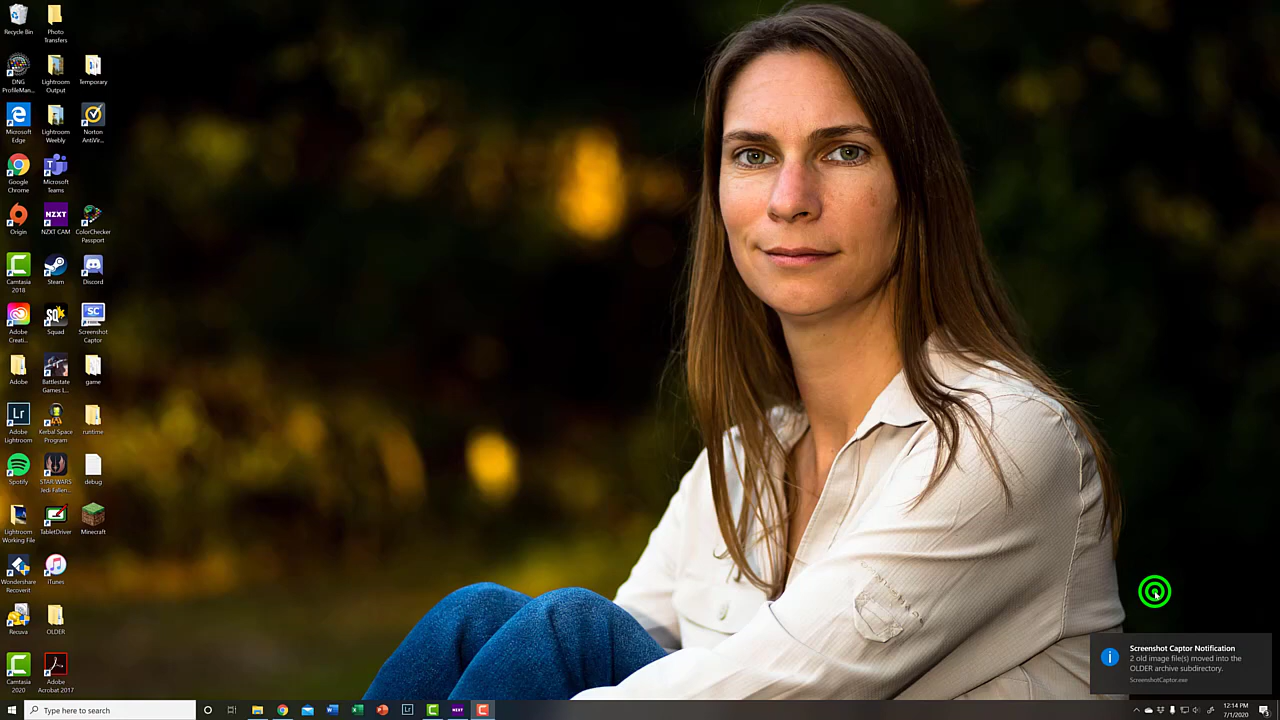 Recycle Bin
Photo
Transfers
DNG
ProfileMan...
Lightroom
Output
Temporary
Microsoft
Edge
Lightroom
Weebly
Norton
AntiVir...
Google
Chrome
Microsoft
Teams
Origin
NZXT
NZXT CAM
ColorChecker
Passport
Camtasia
2018
Steam
Discord
Adobe
Creati...
Squad
SC
Screenshot
Captor
Adobe
Battlestate
Games L...
game
Lr
Adobe
Lightroom
Kerbal Space
Program
runtime
Spotify
STAR WARS
Jedi Fallen...
debug
Lightroom
Working File
TabletDriver
Minecraft
Wondershare
Recoverit
iTunes
Recuva
OLDER
Camtasia
2020
Adobe
Acrobat 2017
Screenshot Captor Notification
2 old image file(s) moved into the
OLDER archive subdirectory.
ScreenshotCaptor.exe
Type here to search
NZXT
12:14 PM
7/1/2020